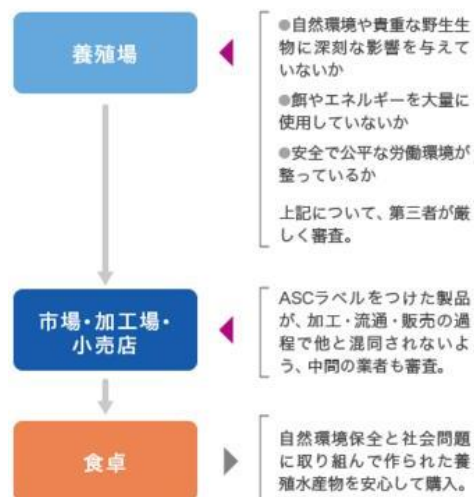 養殖場
●自然環境や貴重な野生生
物に深刻な影響を与えて
いないか
●餌やエネルギーを大量に
使用していないか
●安全で公平な労働環境が
整っているか
上記について、第三者が厳
しく審査。
市場・加工場・
小売店
ASCラベルをつけた製品
が、加工・流通・販売の過
程で他と混同されないよ
う、中間の業者も審査。
食卓
自然環境保全と社会問題
に取り組んで作られた養
殖水産物を安心して購入。